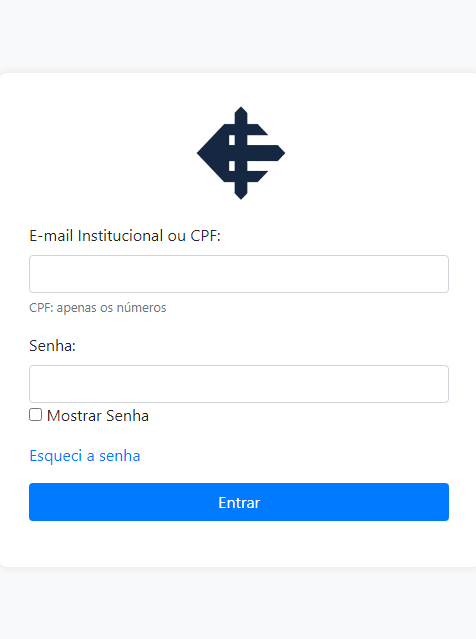 E-mail Institucional ou CPF:
CPF: apenas os números
Senha:
Mostrar Senha
Esqueci a senha
Entrar